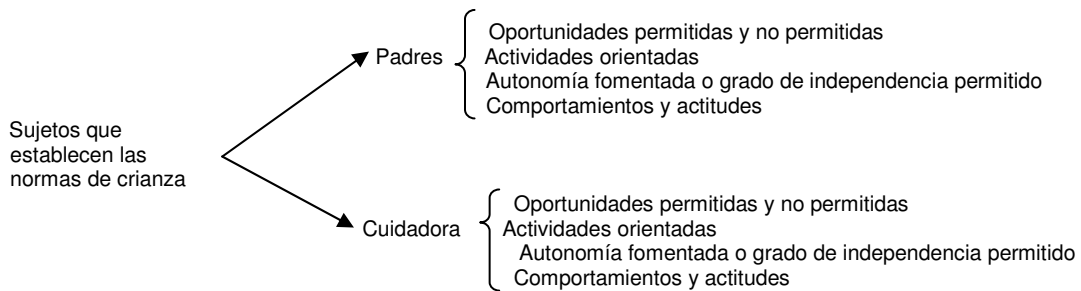 Oportunidades permitidas y no permitidas
Padres
Actividades orientadas
Autonomía fomentada o grado de independencia permitido
Comportamientos y actitudes
Sujetos que
establecen las
normas de crianza
Oportunidades permitidas y no permitidas
Cuidadora
Actividades orientadas
Autonomía fomentada o grado de independencia permitido
Comportamientos y actitudes